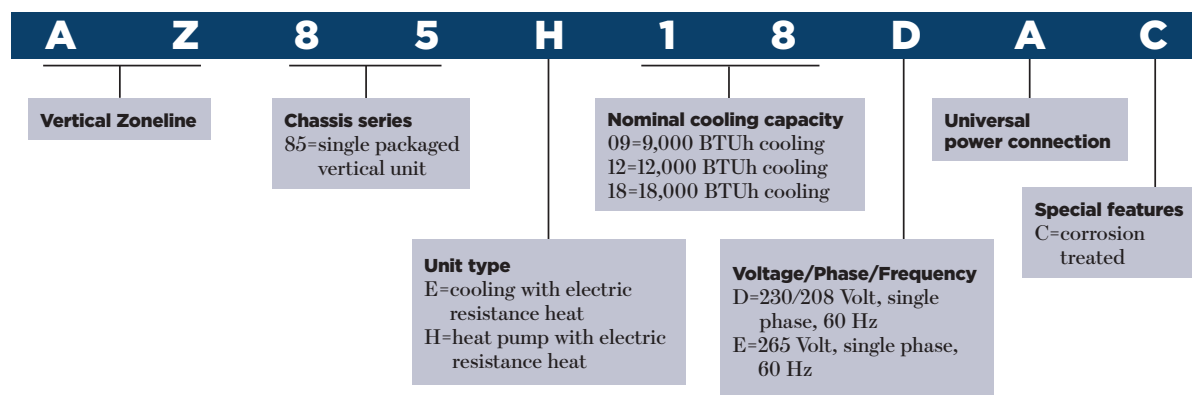 A Z 8 5 H 1 8 D A C
Vertical Zoneline
Chassis series
85=single packaged
vertical unit
Nominal cooling capacity
09=9,000 BTUh cooling
12=12,000 BTUh cooling
18=18,000 BTUh cooling
Universal
power connection
Special features
C=corrosion
treated
Unit type
E=cooling with electric
resistance heat
H=heat pump with electric
resistance heat
Voltage/Phase/Frequency
D=230/208 Volt, single
phase, 60 Hz
E=265 Volt, single phase,
60 Hz